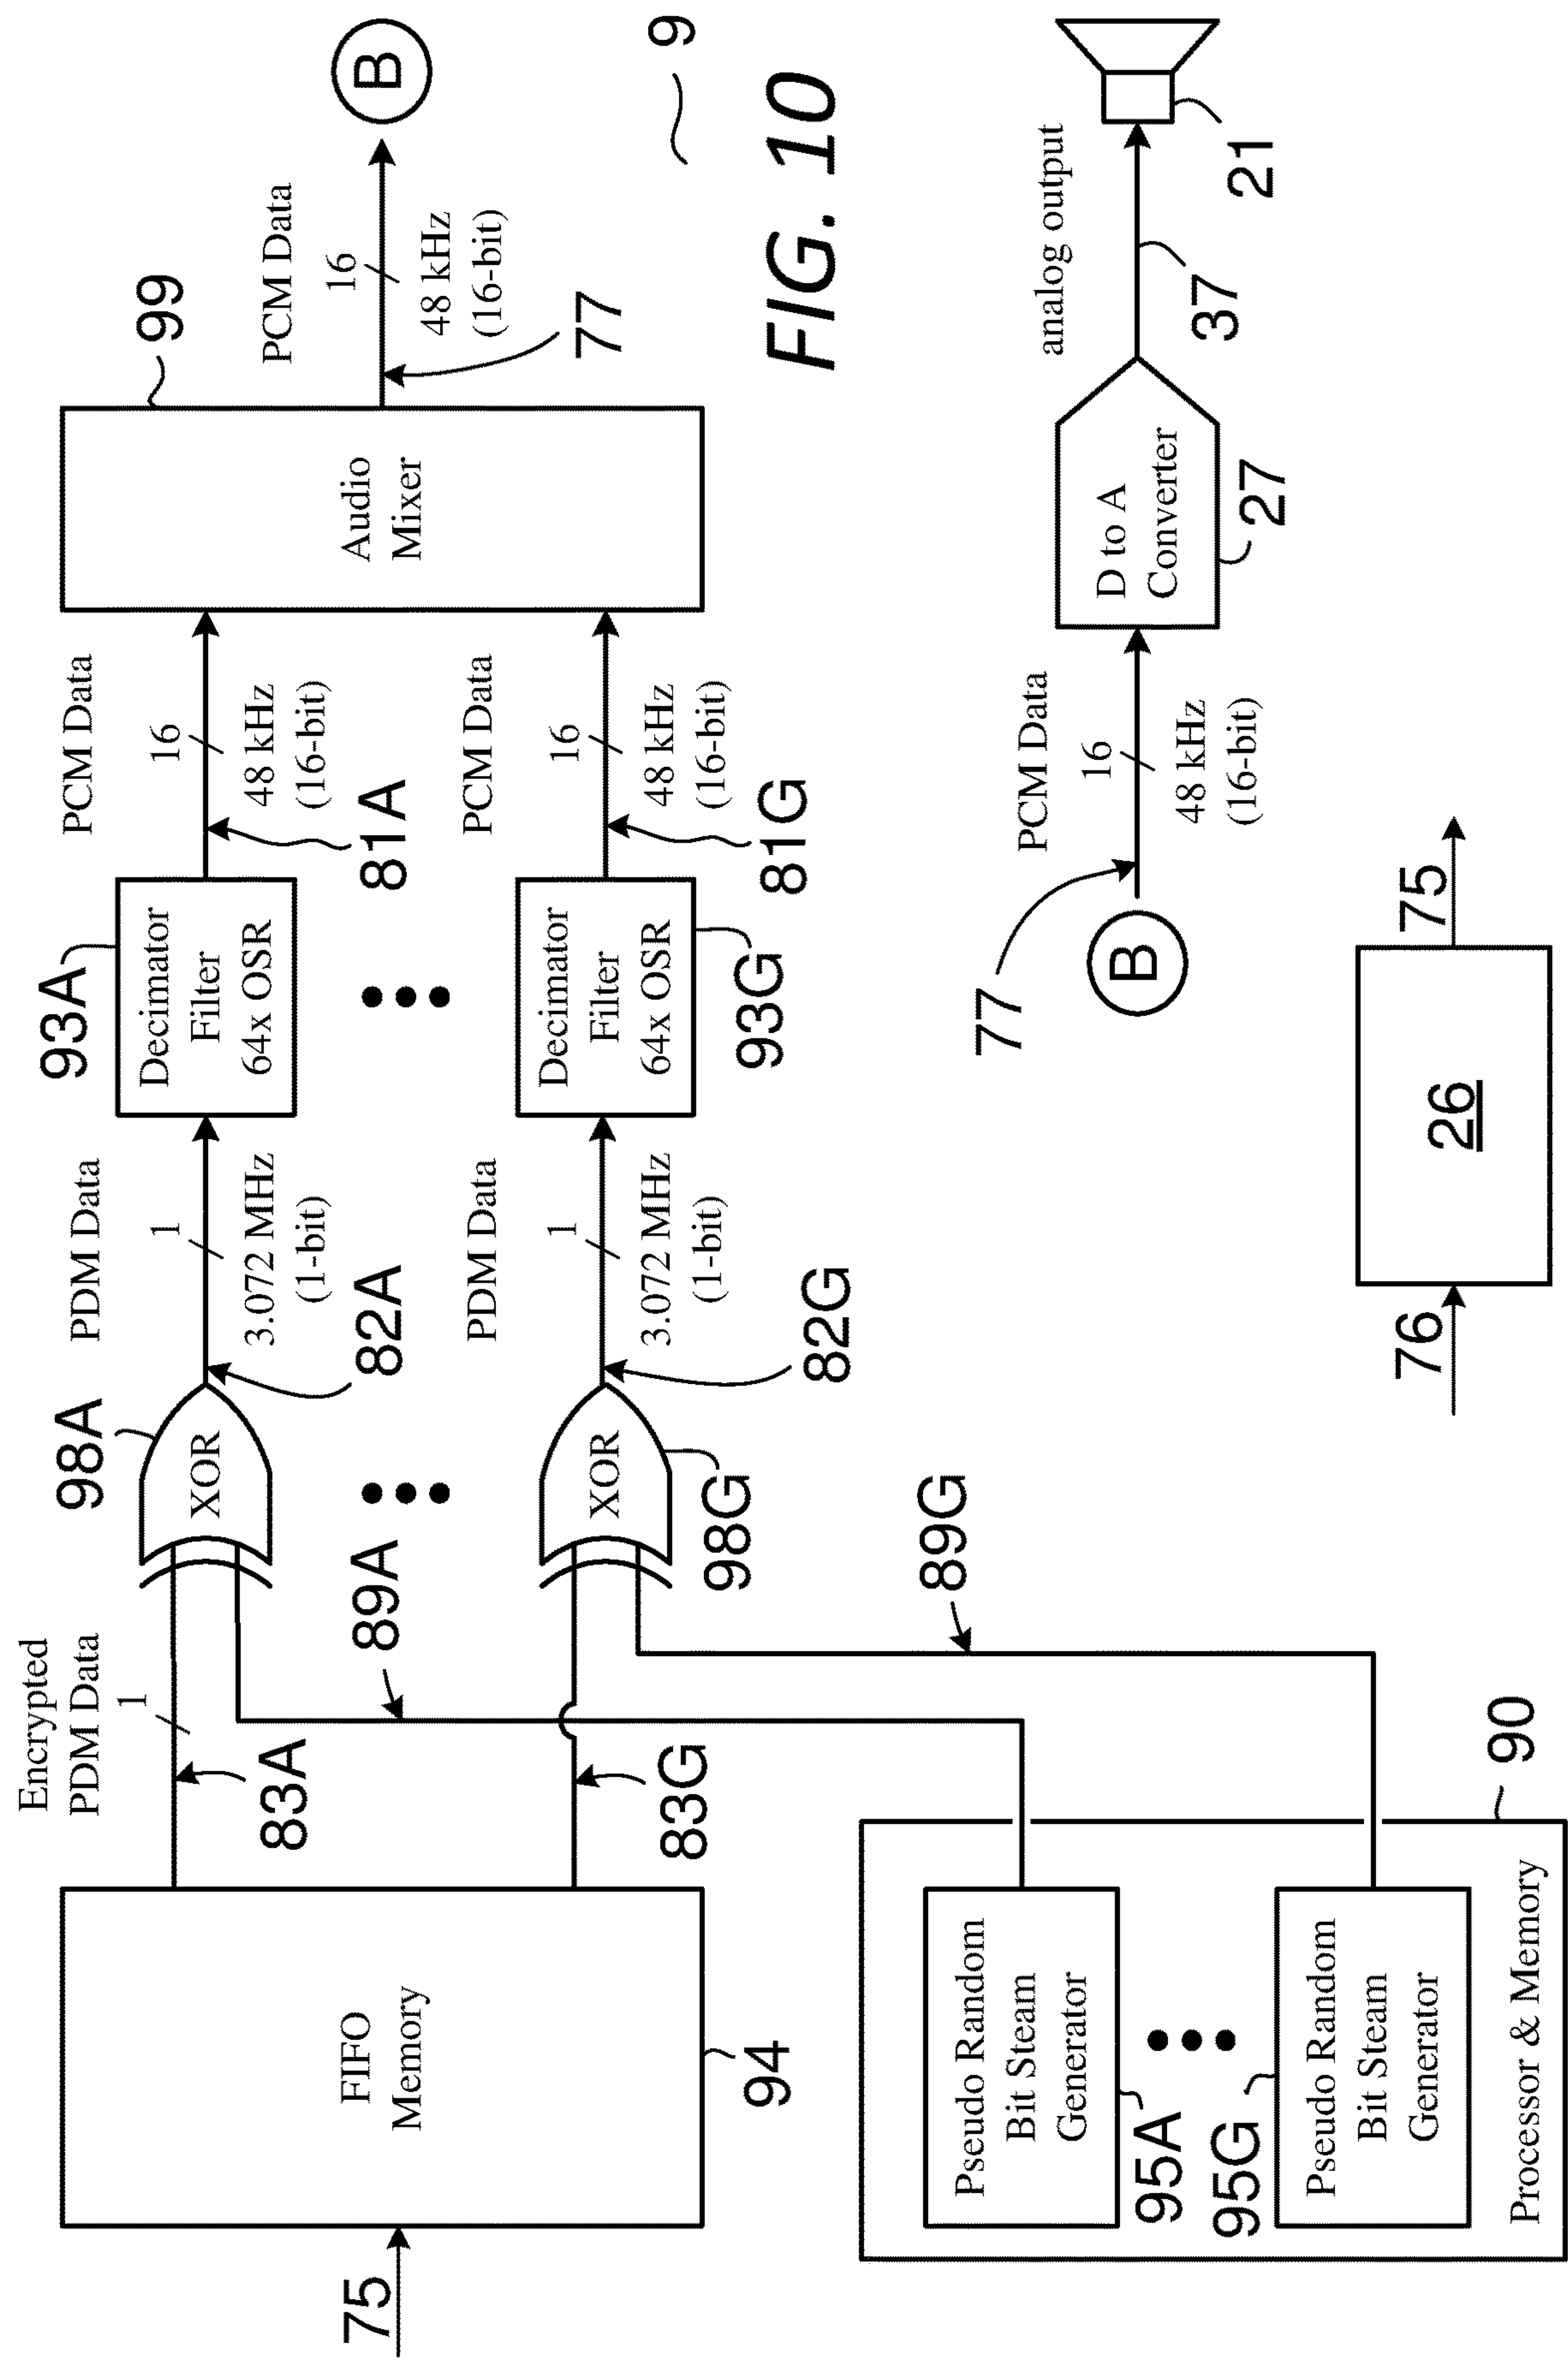 75
FIFO
Memory
94
Encrypted
PDM Data
1
83A
83G
89A
98A
XOR
82A
PDM Data
1
3.072 MHz
(1-bit)
93A
Decimator
Filter
64x OSR
81A
PCM Data
16
48 kHz
(16-bit)
XOR
98G
82G
PDM Data
1
3.072 MHz
(1-bit)
Decimator
Filter
64x OSR
93G
81G
PCM Data
16
48 kHz
(16-bit)
Audio
Mixer
99
PCM Data
16
48 kHz
(16-bit)
77
B
9
FIG. 10
89G
Pseudo Random
Bit Steam
Generator
95A
95G
Pseudo Random
Bit Steam
Generator
Processor & Memory
90
77
B
PCM Data
16
48 kHz
(16-bit)
D to A
Converter
27
analog output
37
21
76
26
75